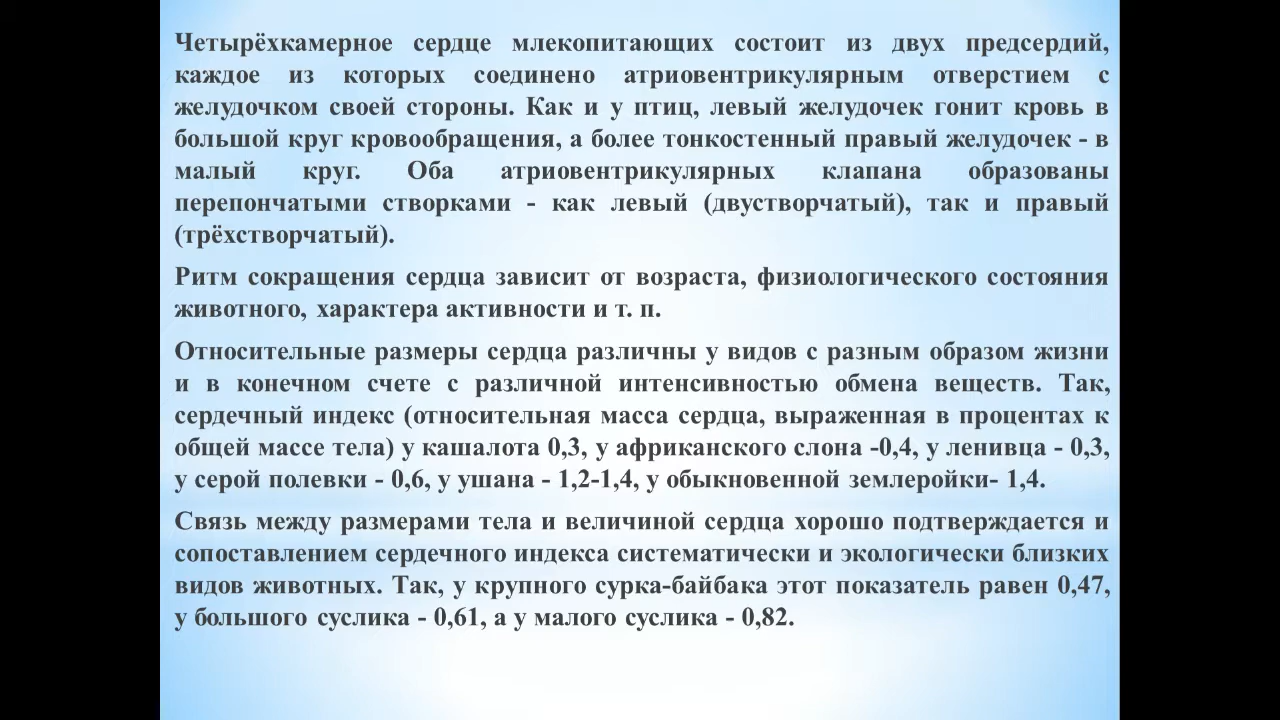 Четырёхкамерное сердце млекопитающих состоит из двух предсердий,
каждое из которых соединено атриовентрикулярным отверстием с
желудочком своей стороны. Как и у птиц, левый желудочек гонит кровь в
большой круг кровообращения, а более тонкостенный правый желудочек - в
малый круг. Оба атриовентрикулярных клапана образованы
перепончатыми створками - как левый (двустворчатый), так и правый
(трёхстворчатый).
Ритм сокращения сердца зависит от возраста, физиологического состояния
животного, характера активности и т. п.
Относительные размеры сердца различны у видов с разным образом жизни
и в конечном счете с различной интенсивностью обмена веществ. Так,
сердечный индекс (относительная масса сердца, выраженная в процентах к
общей массе тела) у кашалота 0,3, у африканского слона -0,4, у ленивца - 0,3,
у серой полевки - 0,6, у ушана - 1,2-1,4, у обыкновенной землеройки- 1,4.
Связь между размерами тела и величиной сердца хорошо подтверждается и
сопоставлением сердечного индекса систематически и экологически близких
видов животных. Так, у крупного сурка-байбака этот показатель равен 0,47,
у большого суслика - 0,61, а у малого суслика - 0,82.